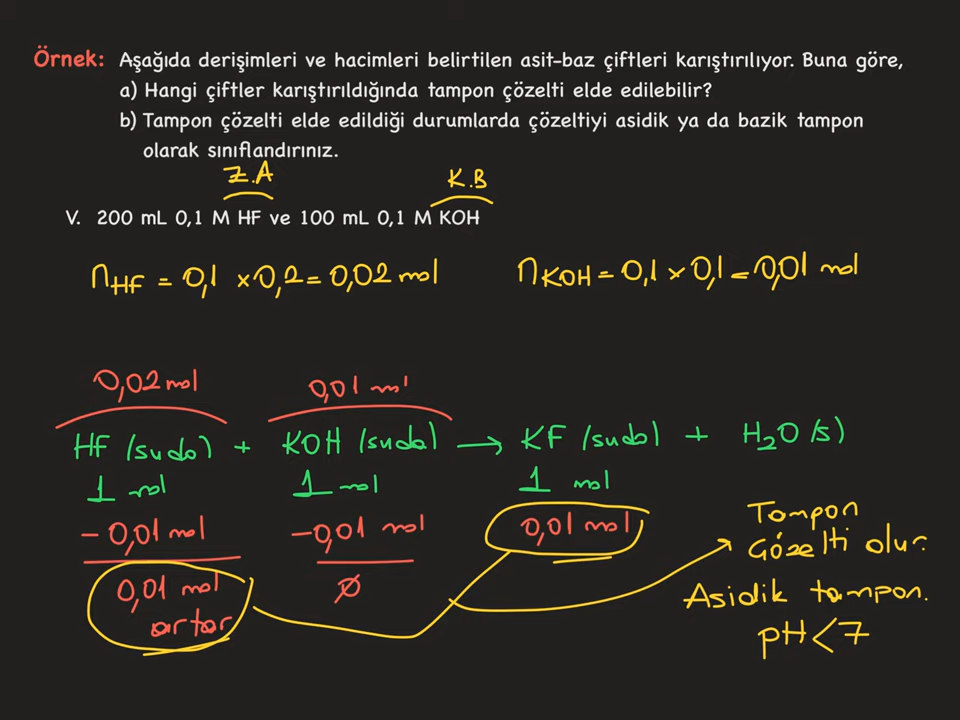 Örnek: Aşağıda derişimleri ve hacimleri belirtilen asit-baz çiftleri karıştırılıyor. Buna göre,
a) Hangi çiftler karıştırıldığında tampon çözelti elde edilebilir?
b) Tampon çözelti elde edildiği durumlarda çözeltiyi asidik ya da bazik tampon
olarak sınıflandırınız.
Z.A K.B
V. 200 mL 0,1 M HF ve 100 mL 0,1 M KOH
nHF = 0,1 x 0,2 = 0,02 mol nKOH = 0,1 x 0,1 = 0,01 mol
0,02 mol 0,01 mol
HF (suda) + KOH (suda) → KF (suda) + H₂O (s)
1 mol 1 mol 1 mol
- 0,01 mol -0,01 mol 0,01 mol
0,01 mol ∅
artar
Tampon
Çözelti olur.
Asidik tampon.
pH < 7